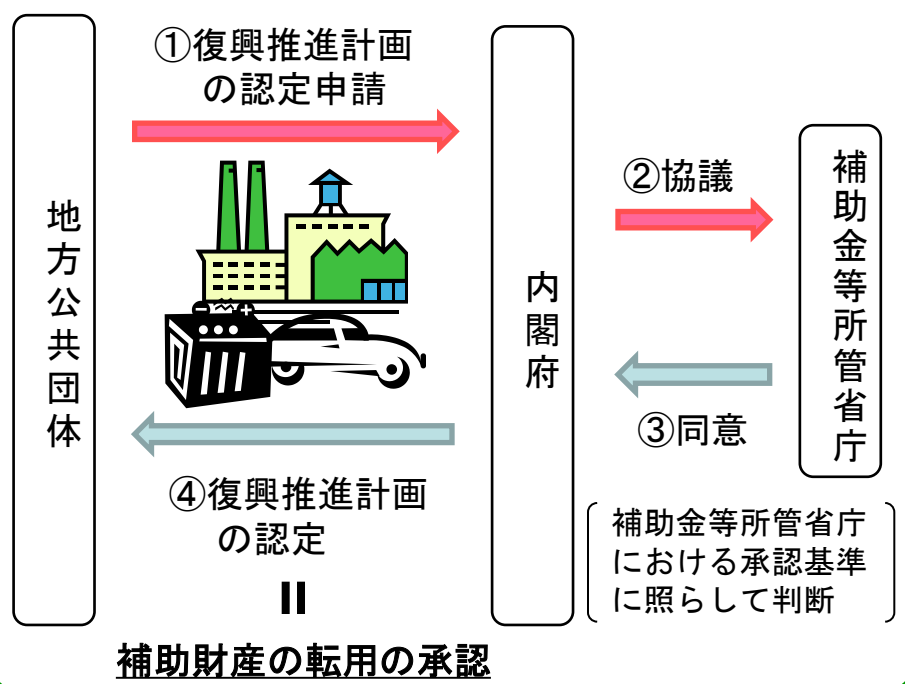 ①復興推進計画
の認定申請
地方公共団体
内閣府
②協議
補助金等所管省庁
③同意
④復興推進計画
の認定
補助金等所管省庁
における承認基準
に照らして判断
=
補助財産の転用の承認